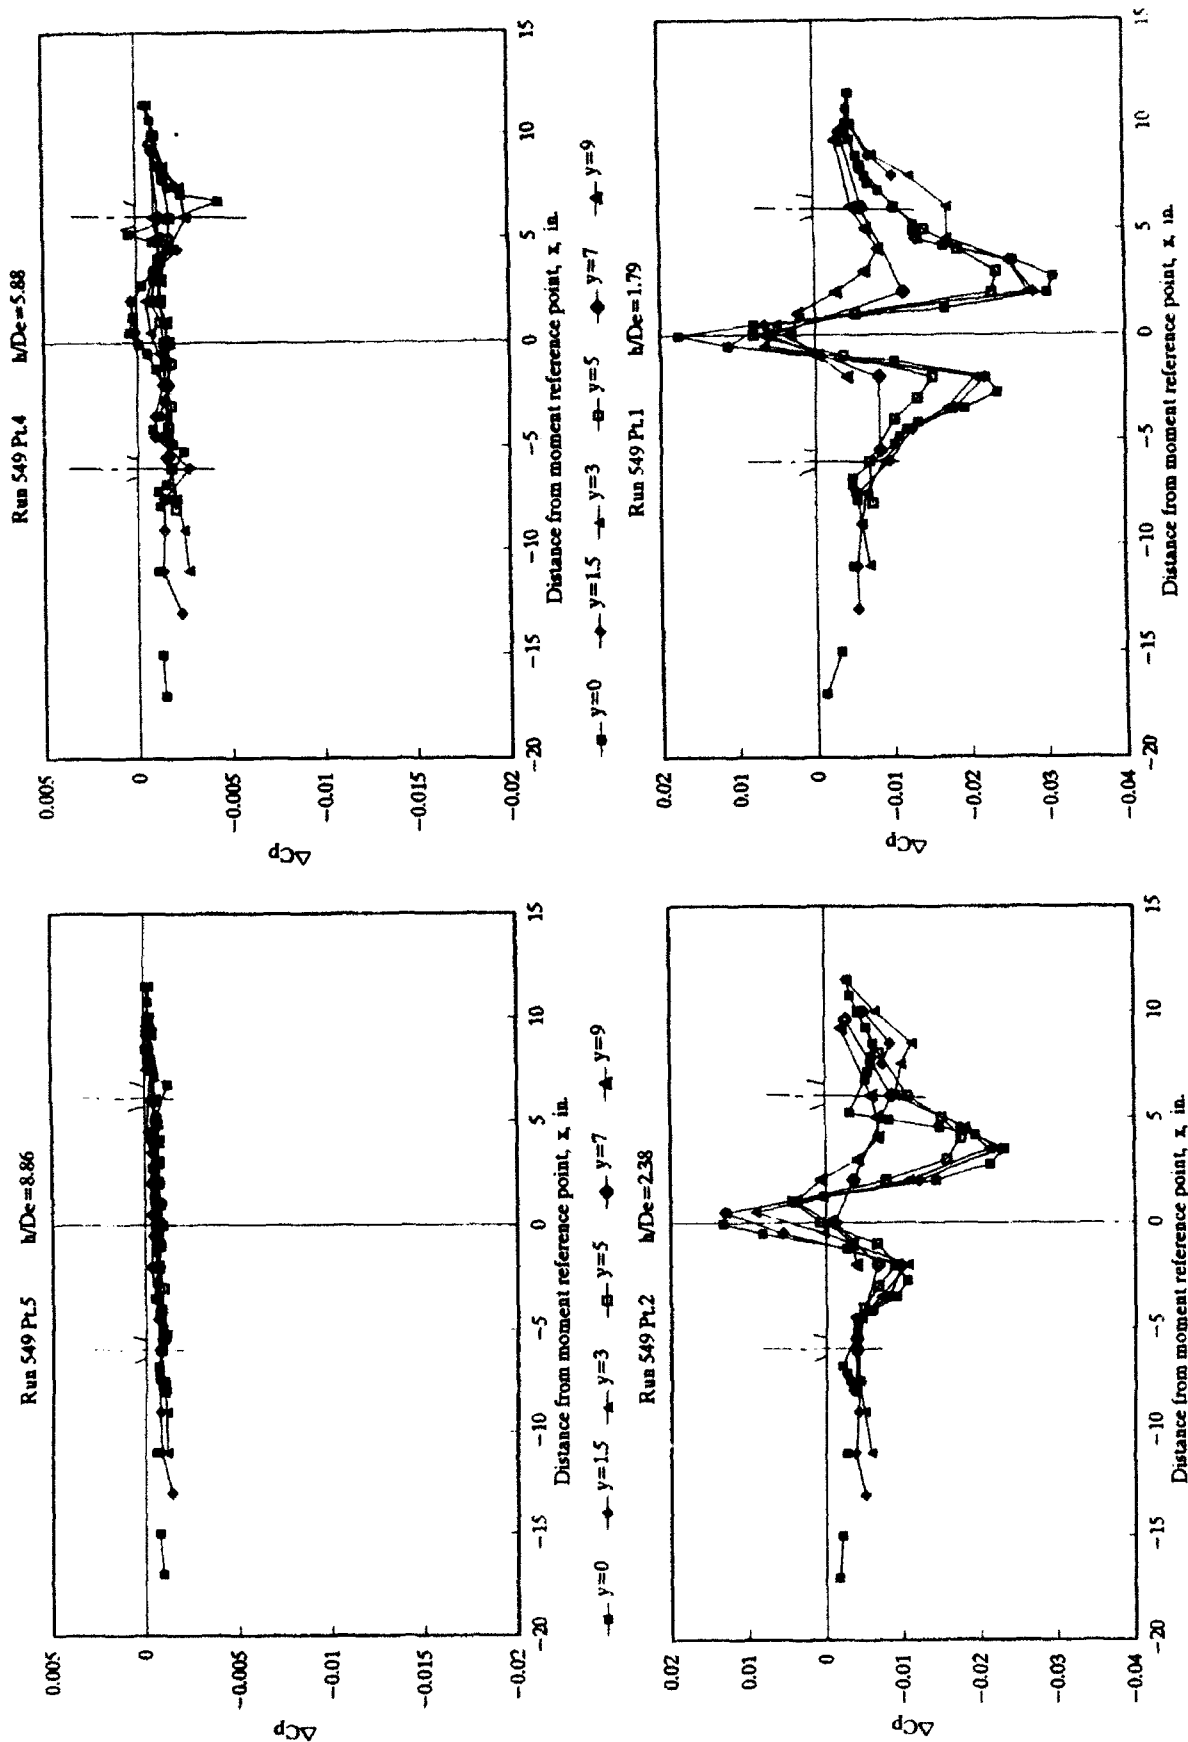 Run 549 Pt.5 h/De=8.86
0.005
0
−0.005
−0.01
−0.015
−0.02
ΔCp
−20 −15 −10 −5 0 5 10 15
Distance from moment reference point, x, in.
Run 549 Pt.4 h/De=5.88
0.005
0
−0.005
−0.01
−0.015
−0.02
ΔCp
−20 −15 −10 −5 0 5 10 15
Distance from moment reference point, x, in.
y=0 y=1.5 y=3 y=5 y=7 y=9
y=0 y=1.5 y=3 y=5 y=7 y=9
Run 549 Pt.2 h/De=2.38
0.02
0.01
0
−0.01
−0.02
−0.03
−0.04
ΔCp
−20 −15 −10 −5 0 5 10 15
Distance from moment reference point, x, in.
Run 549 Pt.1 h/De=1.79
0.02
0.01
0
−0.01
−0.02
−0.03
−0.04
ΔCp
−20 −15 −10 −5 0 5 10 15
Distance from moment reference point, x, in.